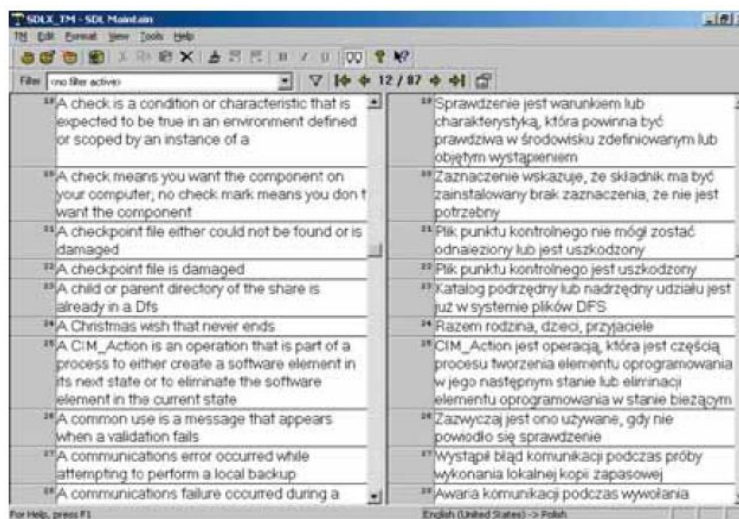 SDLX_TM - SDL Maintain
TM Edit Format View Tools Help
Filter <no filter active> 12 / 87
19 A check is a condition or characteristic that is
expected to be true in an environment defined
or scoped by an instance of a
20 A check means you want the component on
your computer, no check mark means you don t
want the component
21 A checkpoint file either could not be found or is
damaged
22 A checkpoint file is damaged
23 A child or parent directory of the share is
already in a Dfs
24 A Christmas wish that never ends
25 A CIM_Action is an operation that is part of a
process to either create a software element in
its next state or to eliminate the software
element in the current state
26 A common use is a message that appears
when a validation fails
27 A communications error occurred while
attempting to perform a local backup
28 A communications failure occurred during a
19 Sprawdzenie jest warunkiem lub
charakterystyką, która powinna być
prawdziwa w środowisku zdefiniowanym lub
objętym wystąpieniem
20 Zaznaczenie wskazuje, że składnik ma być
zainstalowany brak zaznaczenia, że nie jest
potrzebny
21 Plik punktu kontrolnego nie mógł zostać
odnaleziony lub jest uszkodzony
22 Plik punktu kontrolnego jest uszkodzony
23 Katalog podrzędny lub nadrzędny udziału jest
już w systemie plików DFS
24 Razem rodzina, dzieci, przyjaciele
25 CIM_Action jest operacją, która jest częścią
procesu tworzenia elementu oprogramowania
w jego następnym stanie lub eliminacji
elementu oprogramowania w stanie bieżącym
26 Zazwyczaj jest ono używane, gdy nie
powiodło się sprawdzenie
27 Wystąpił błąd komunikacji podczas próby
wykonania lokalnej kopii zapasowej
28 Awaria komunikacji podczas wywołania
For Help, press F1
English (United States) -> Polish